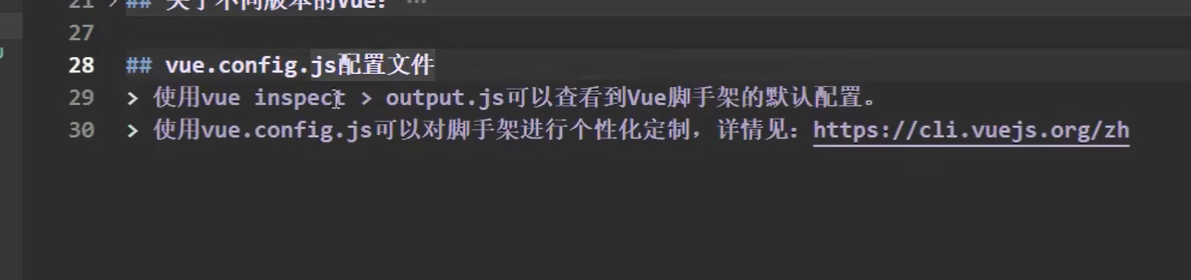 21 > ## 关于不同版本的Vue: ...
27
28 ## vue.config.js配置文件
29 > 使用vue inspect > output.js可以查看到Vue脚手架的默认配置。
30 > 使用vue.config.js可以对脚手架进行个性化定制，详情见：https://cli.vuejs.org/zh